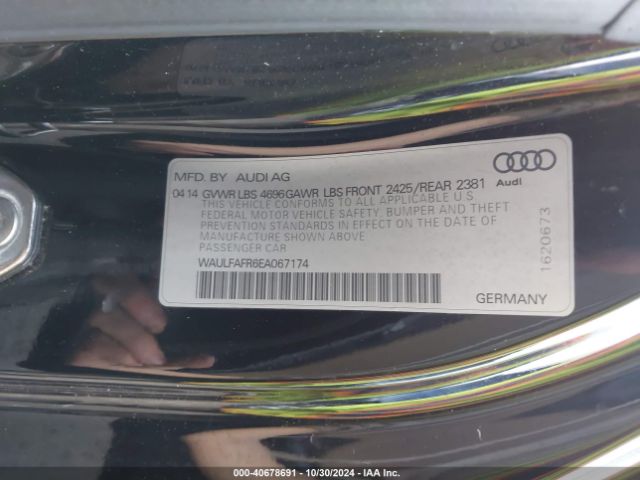 MFD. BY AUDI AG
04 14 GVWR LBS 4696GAWR LBS FRONT 2425/REAR 2381
THIS VEHICLE CONFORMS TO ALL APPLICABLE U.S
FEDERAL MOTOR VEHICLE SAFETY, BUMPER AND THEFT
PREVENTION STANDARDS IN EFFECT ON THE DATE OF
MANUFACTURE SHOWN ABOVE
PASSENGER CAR
WAULFAFR6EA067174
Audi
1620673
GERMANY
000-40678691 - 10/30/2024 - IAA Inc.